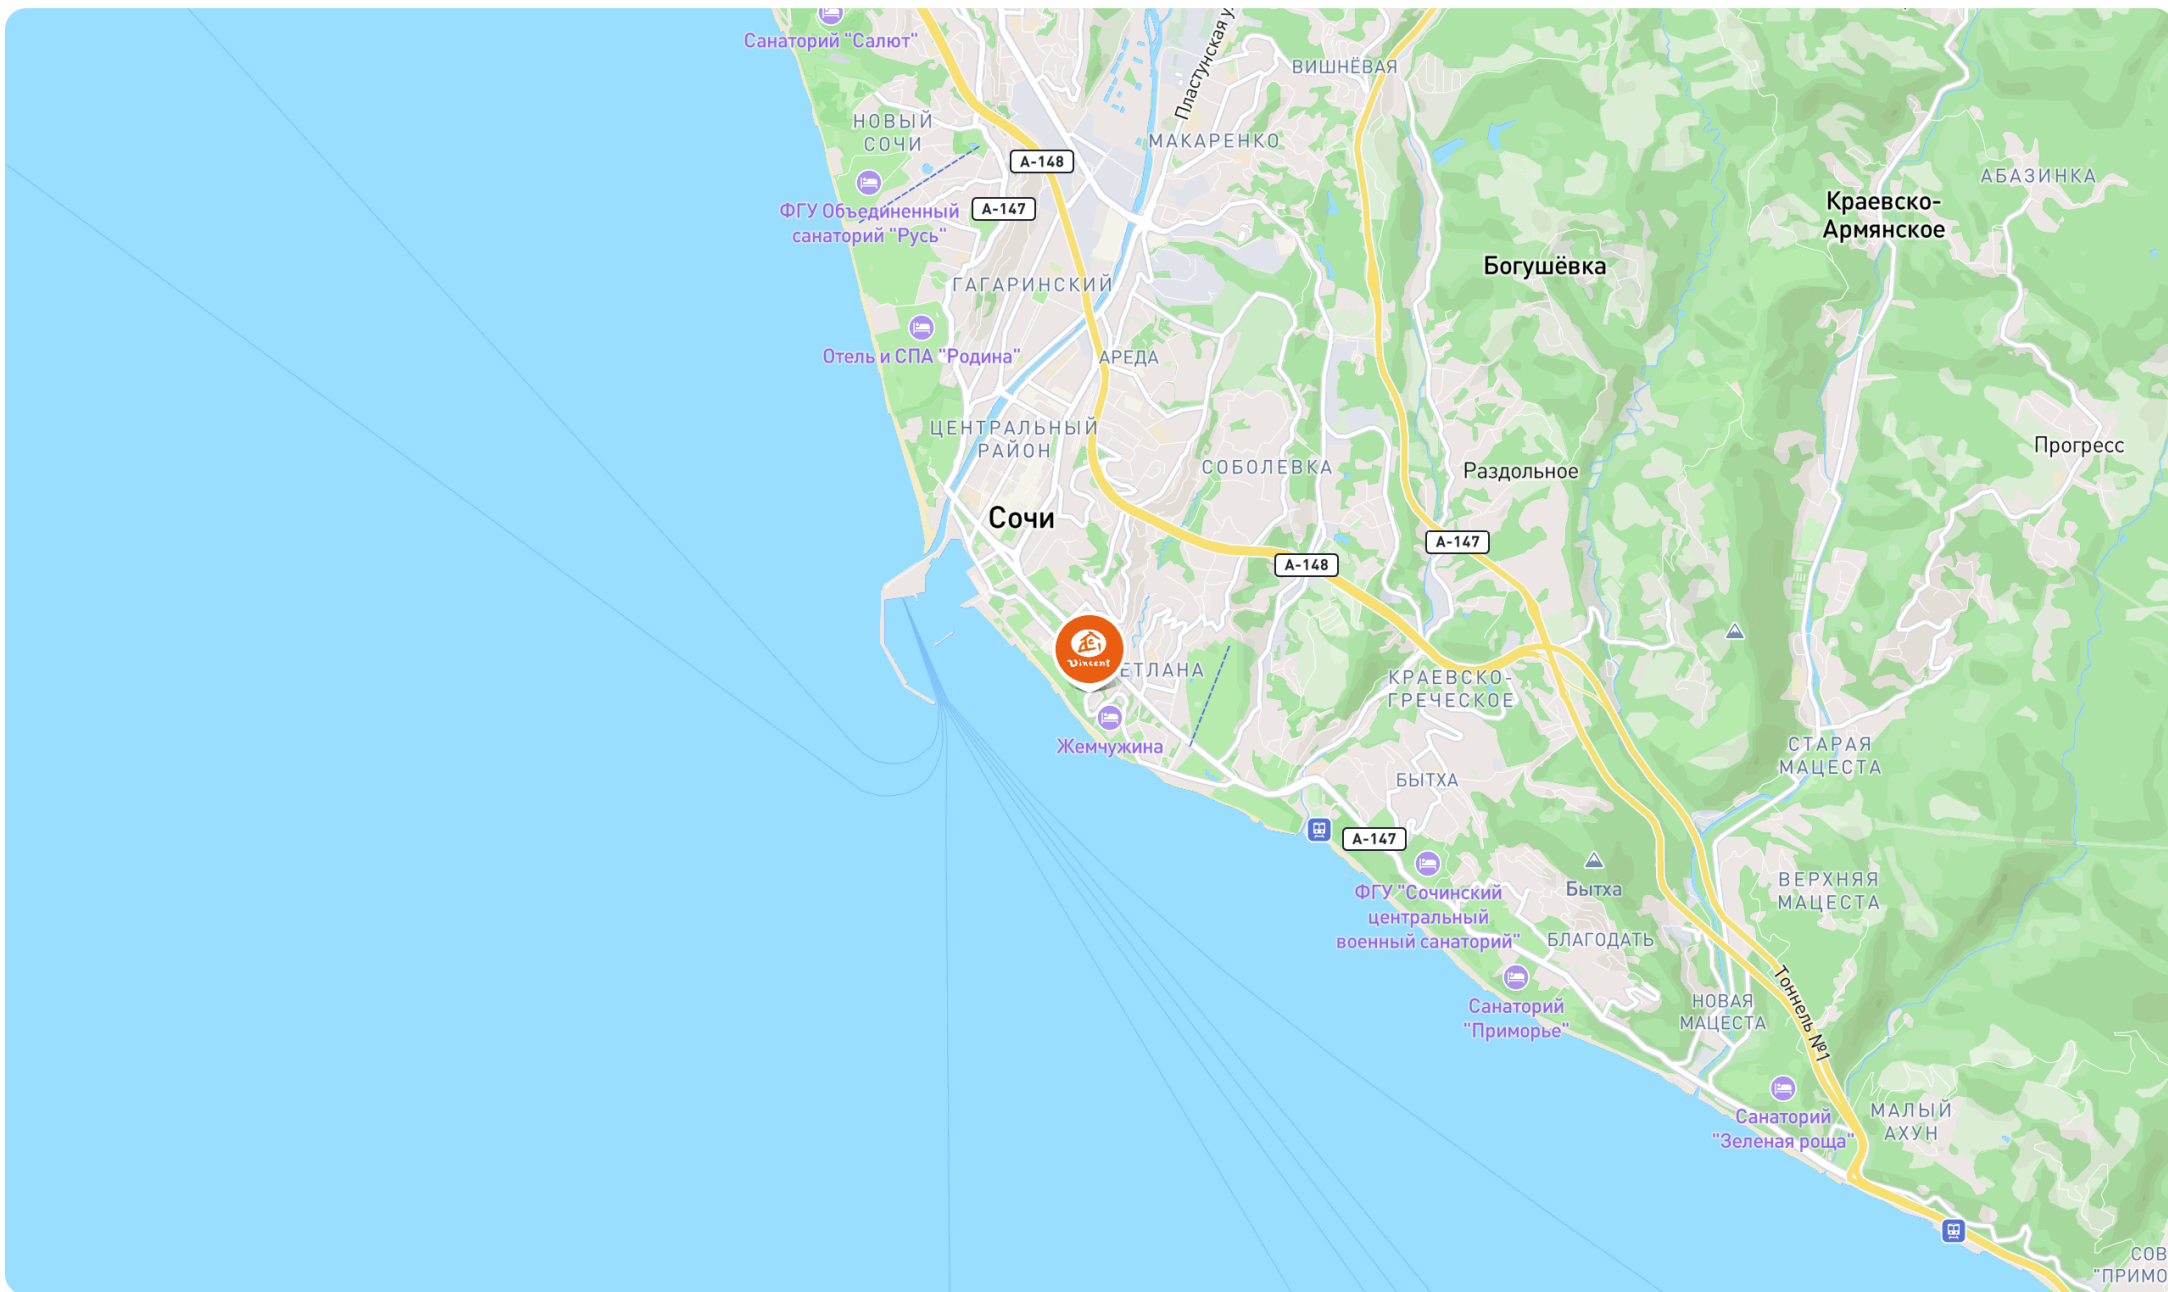 Санаторий "Салют"
Пластунская у
ВИШНЁВАЯ
НОВЫЙ
СОЧИ
МАКАРЕНКО
А-148
АБАЗИНКА
А-147
ФГУ Объединенный
санаторий "Русь"
Краевско-
Армянское
Богушёвка
ГАГАРИНСКИЙ
Отель и СПА "Родина"
АРЕДА
ЦЕНТРАЛЬНЫЙ
РАЙОН
Прогресс
СОБОЛЕВКА
Раздольное
Сочи
А-147
А-148
Vincent
ЕТЛАНА
КРАЕВСКО-
ГРЕЧЕСКОЕ
Жемчужина
СТАРАЯ
МАЦЕСТА
БЫТХА
А-147
ФГУ "Сочинский
центральный
военный санаторий"
Бытха
ВЕРХНЯЯ
МАЦЕСТА
БЛАГОДАТЬ
Санаторий
"Приморье"
НОВАЯ
МАЦЕСТА
Тоннель №1
Санаторий
"Зеленая роща"
МАЛЫЙ
АХУН
СОВ
"ПРИМО